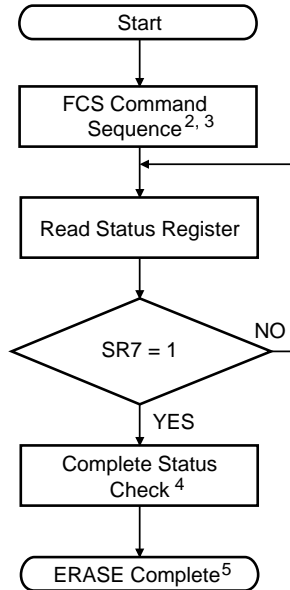 Start
FCS Command
Sequence2, 3
Read Status Register
SR7 = 1
NO
YES
Complete Status
Check 4
ERASE Complete5